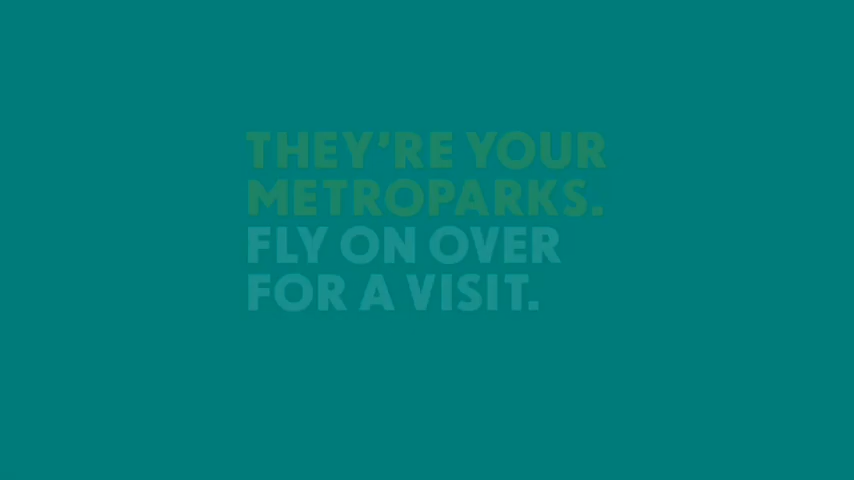 THEY'RE YOUR
METROPARKS.
FLY ON OVER
FOR A VISIT.